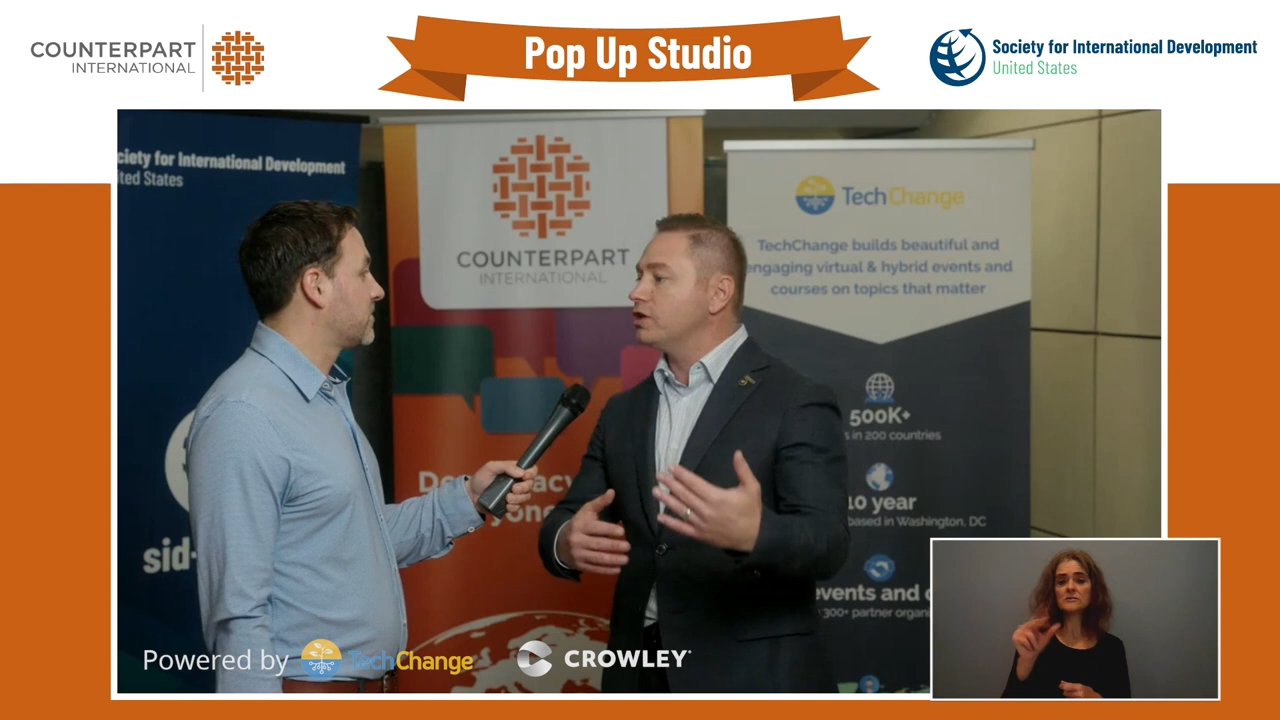 COUNTERPART
INTERNATIONAL
Pop Up Studio
Society for International Development
United States
ciety for International Development
ited States
COUNTERPART
INTERNATIONAL
TechChange
TechChange builds beautiful and
engaging virtual & hybrid events and
courses on topics that matter
500K+
s in 200 countries
10 year
based in Washington, DC
events and
300+ partner organi
sid-
Powered by TechChange
CROWLEY